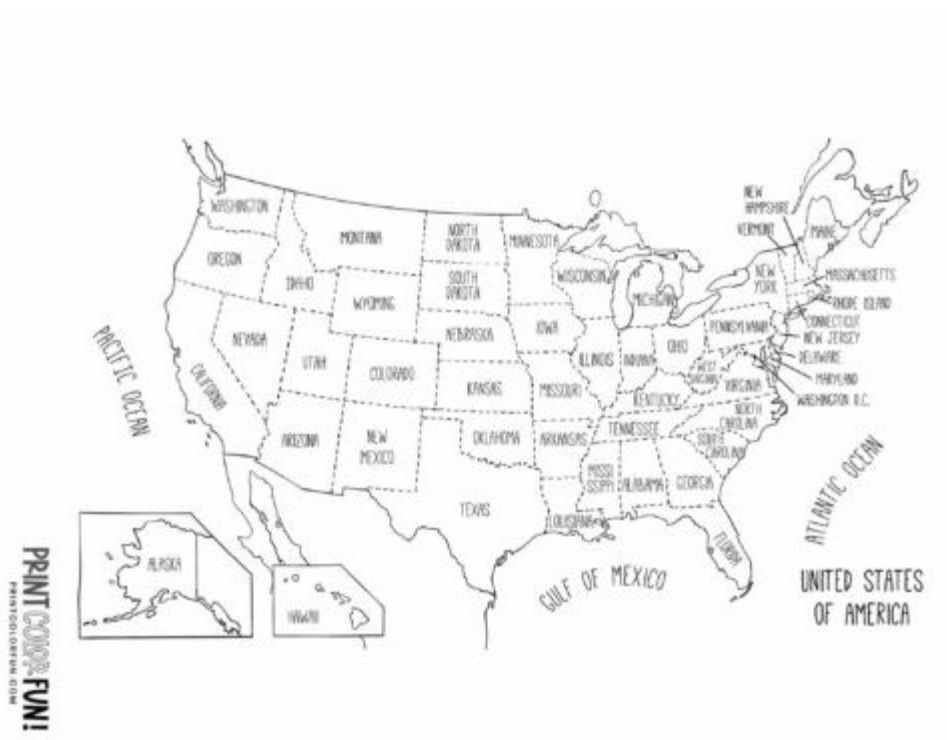 NEW
HAMPSHIRE
VERMONT
MAINE
WASHINGTON
MONTANA
NORTH
DAKOTA
MINNESOTA
OREGON
IDAHO
SOUTH
DAKOTA
WISCONSIN
MICHIGAN
NEW
YORK
MASSACHUSETTS
RHODE ISLAND
CONNECTICUT
NEW JERSEY
DELAWARE
MARYLAND
WASHINGTON D.C.
WYOMING
NEVADA
NEBRASKA
IOWA
PENNSYLVANIA
UTAH
COLORADO
ILLINOIS
INDIANA
OHIO
CALIFORNIA
KANSAS
MISSOURI
WEST
VIRGINIA
VIRGINIA
KENTUCKY
ARIZONA
NEW
MEXICO
OKLAHOMA
ARKANSAS
TENNESSEE
NORTH
CAROLINA
SOUTH
CAROLINA
TEXAS
LOUISIANA
MISSI
SSIPPI
ALABAMA
GEORGIA
FLORIDA
ALASKA
HAWAII
PACIFIC OCEAN
ATLANTIC OCEAN
GULF OF MEXICO
UNITED STATES
OF AMERICA
PRINT COLOR FUN!
PRINTCOLORFUN.COM